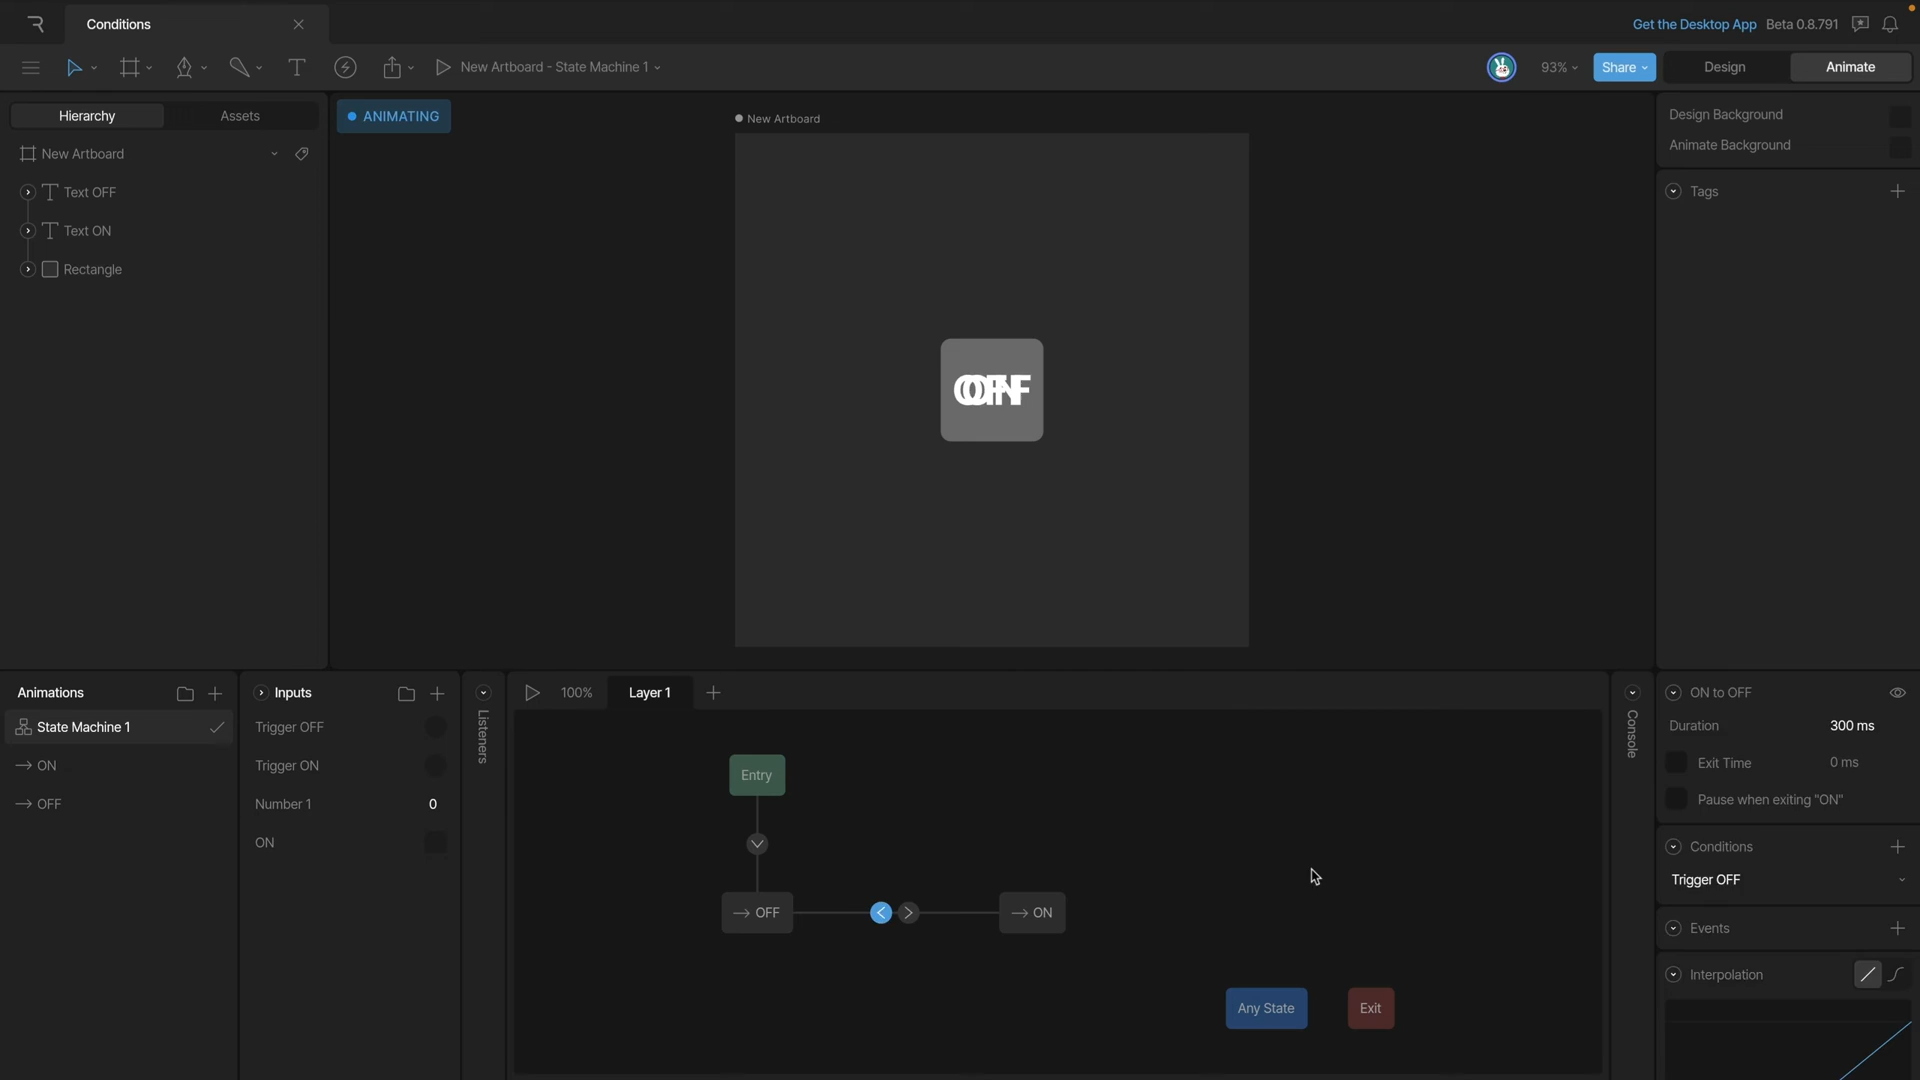 Conditions
Get the Desktop App Beta 0.8.791
New Artboard - State Machine 1
93%
Share
Design
Animate
Hierarchy
Assets
New Artboard
Text OFF
Text ON
Rectangle
ANIMATING
New Artboard
OFF
ON
Design Background
Animate Background
Tags
Animations
State Machine 1
ON
OFF
Inputs
Trigger OFF
Trigger ON
Number 1 0
ON
Listeners
100%
Layer 1
Entry
OFF
ON
Any State
Exit
Console
ON to OFF
Duration 300 ms
Exit Time 0 ms
Pause when exiting "ON"
Conditions
Trigger OFF
Events
Interpolation